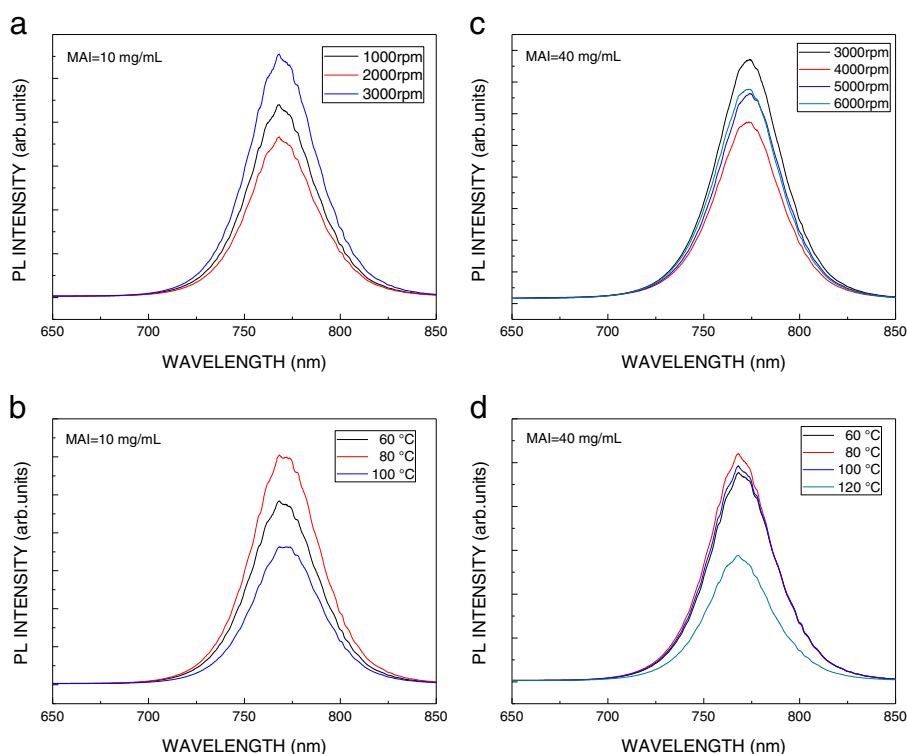 a
MAI=10 mg/mL
1000rpm
2000rpm
3000rpm
PL INTENSITY (arb.units)
650 700 750 800 850
WAVELENGTH (nm)
c
MAI=40 mg/mL
3000rpm
4000rpm
5000rpm
6000rpm
PL INTENSITY (arb.units)
650 700 750 800 850
WAVELENGTH (nm)
b
MAI=10 mg/mL
60 °C
80 °C
100 °C
PL INTENSITY (arb.units)
650 700 750 800 850
WAVELENGTH (nm)
d
MAI=40 mg/mL
60 °C
80 °C
100 °C
120 °C
PL INTENSITY (arb.units)
650 700 750 800 850
WAVELENGTH (nm)